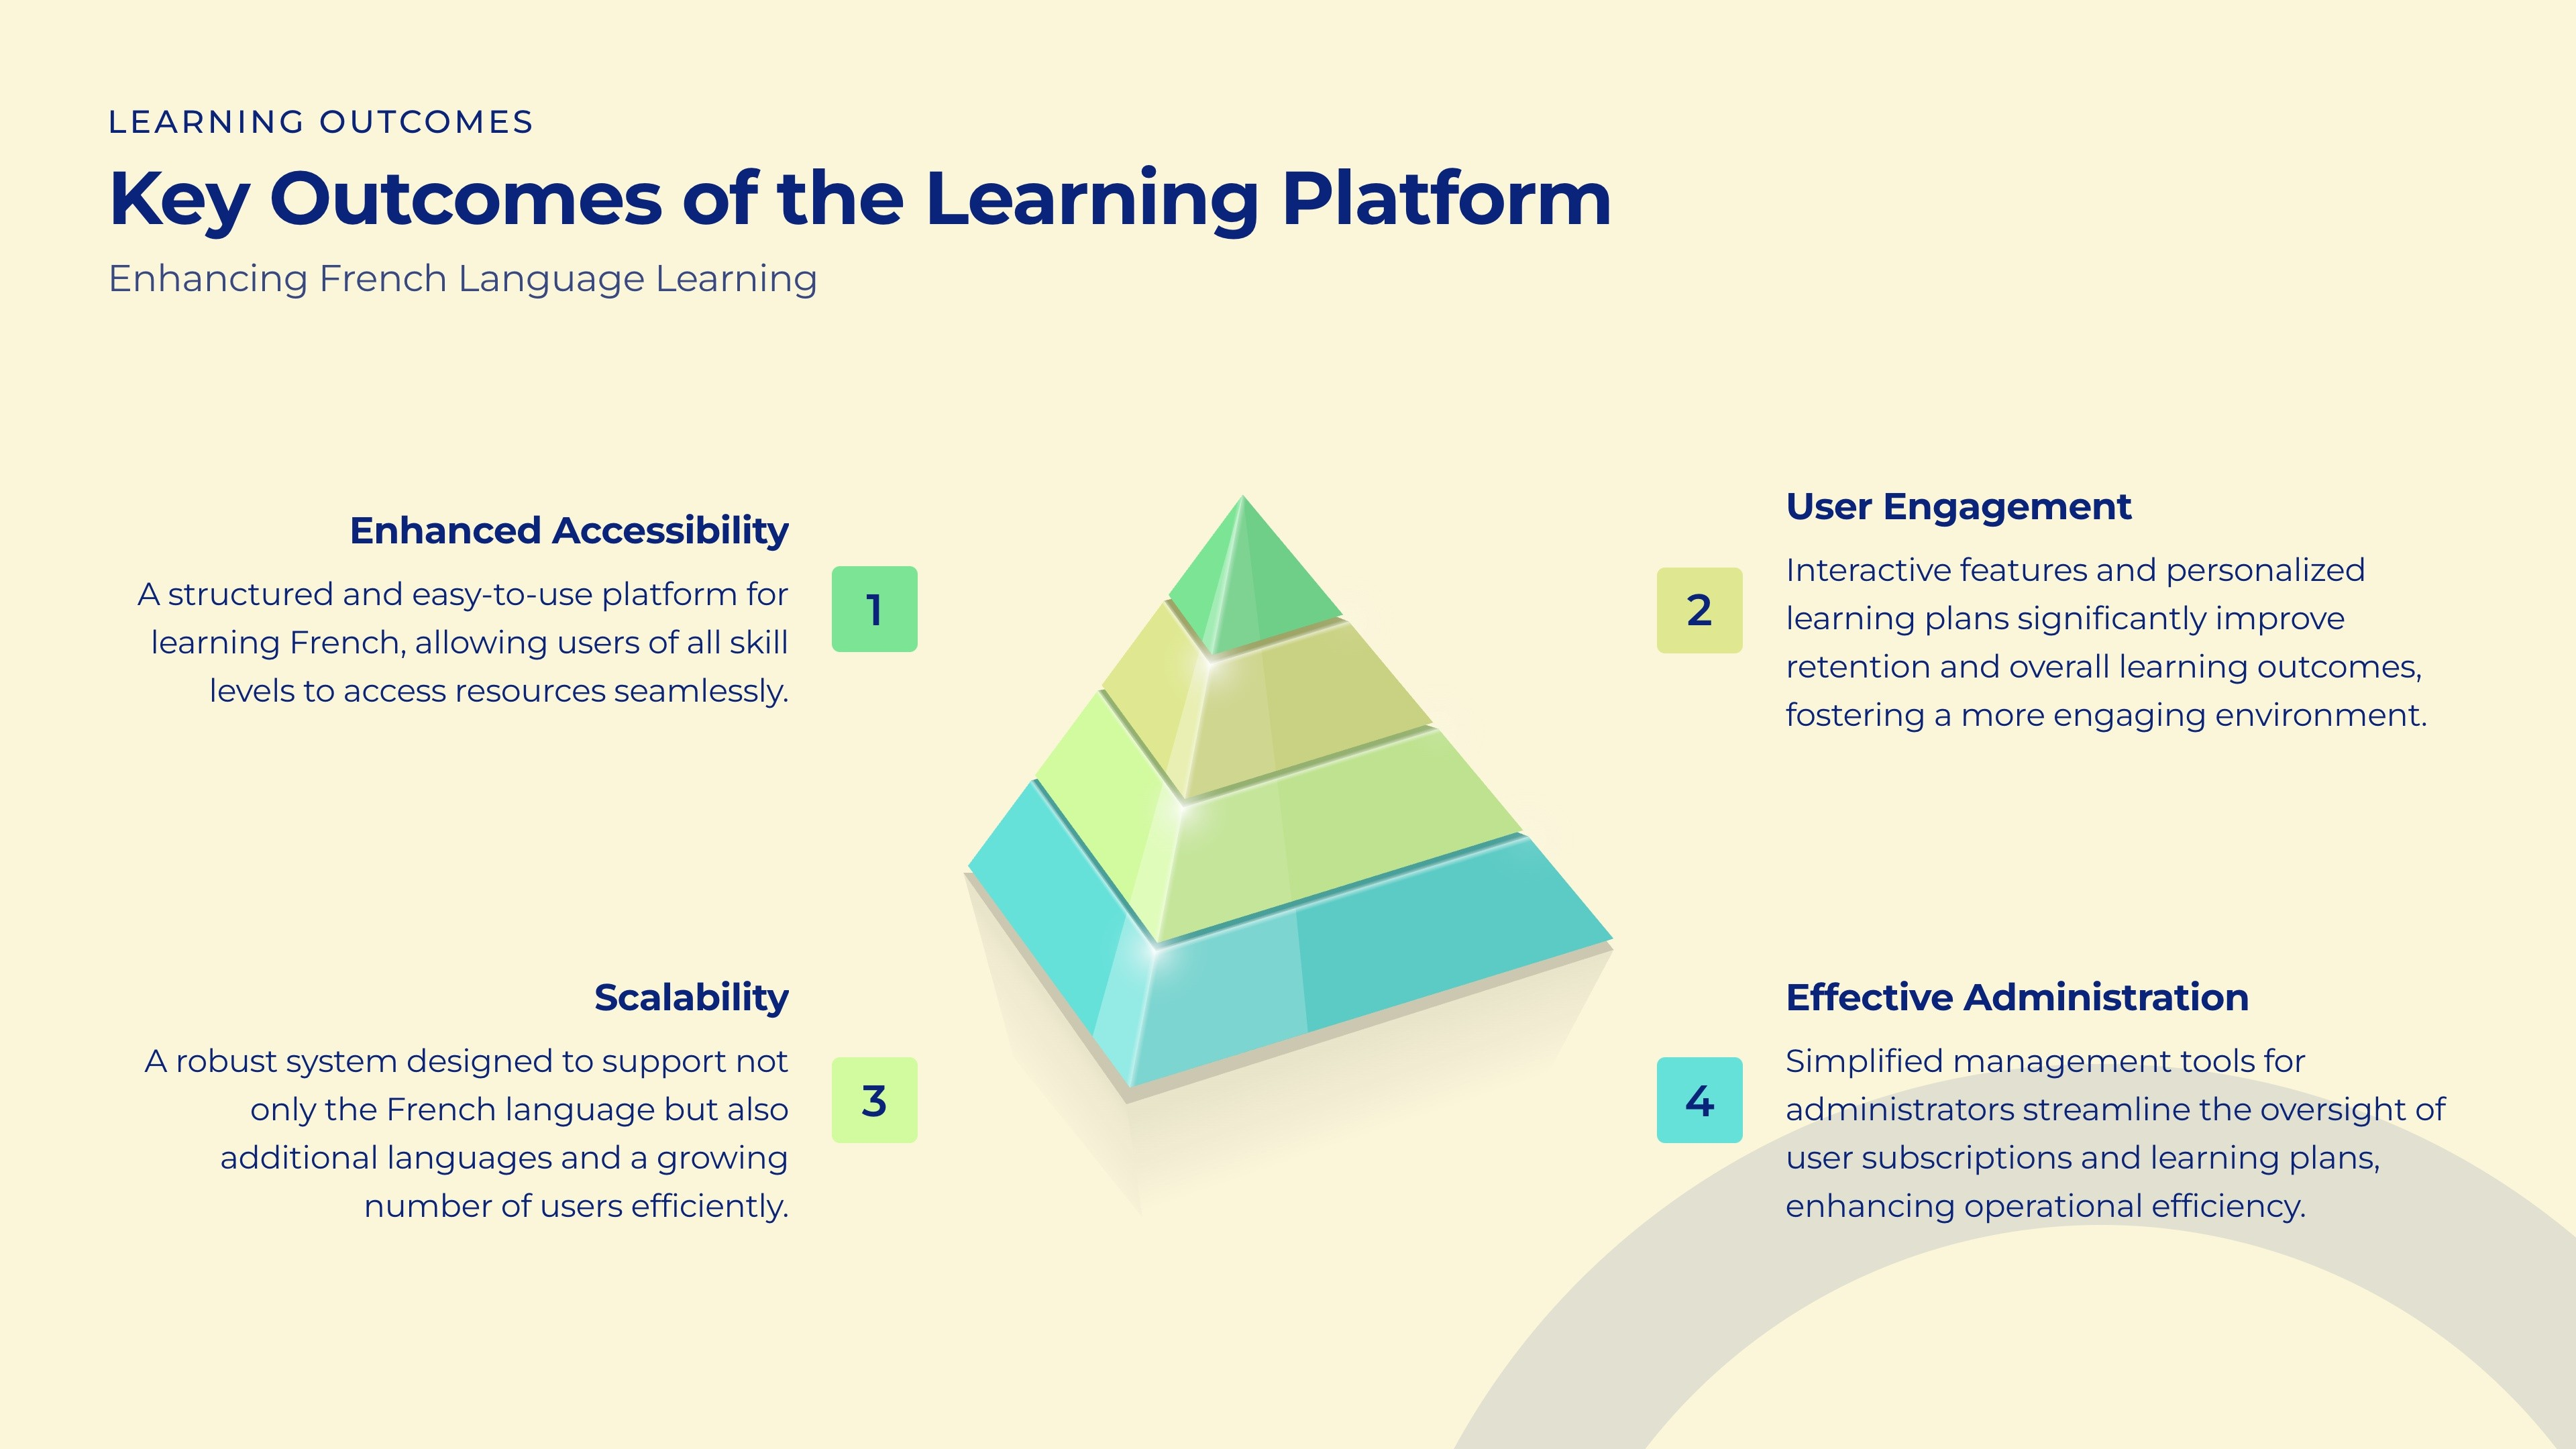 LEARNING OUTCOMES
Key Outcomes of the Learning Platform
Enhancing French Language Learning
Enhanced Accessibility
A structured and easy-to-use platform for
learning French, allowing users of all skill
levels to access resources seamlessly.
1
2
User Engagement
Interactive features and personalized
learning plans significantly improve
retention and overall learning outcomes,
fostering a more engaging environment.
Scalability
A robust system designed to support not
only the French language but also
additional languages and a growing
number of users efficiently.
3
4
Effective Administration
Simplified management tools for
administrators streamline the oversight of
user subscriptions and learning plans,
enhancing operational efficiency.